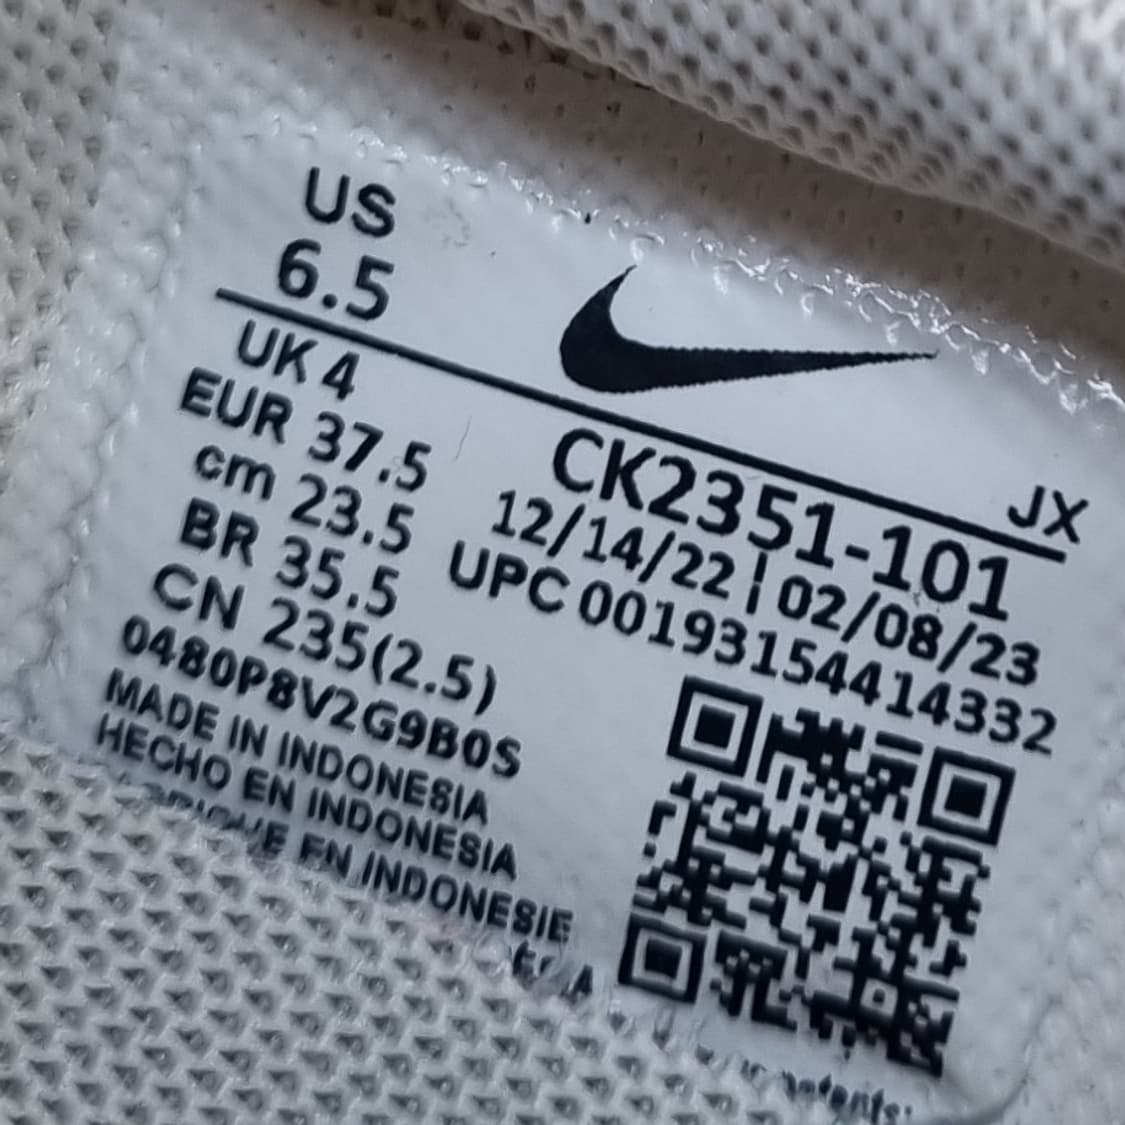 US
6.5
UK 4
EUR 37.5
cm 23.5
BR 35.5
CN 235(2.5)
0480P8V2G9B0S
MADE IN INDONESIA
HECHO EN INDONESIA
EN INDONESIE
JX
CK2351-101
12/14/22 | 02/08/23
UPC 00193154414332